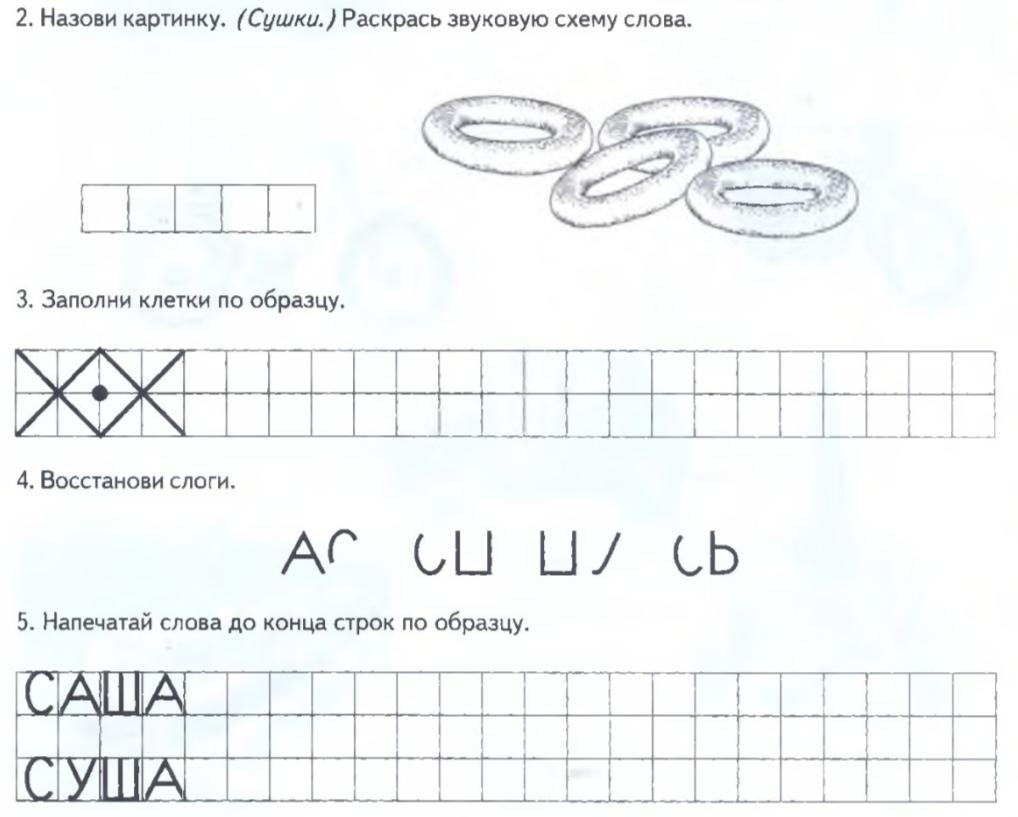 2. Назови картинку. (Сушки.) Раскрась звуковую схему слова.
3. Заполни клетки по образцу.
4. Восстанови слоги.
5. Напечатай слова до конца строк по образцу.
САША
СУША